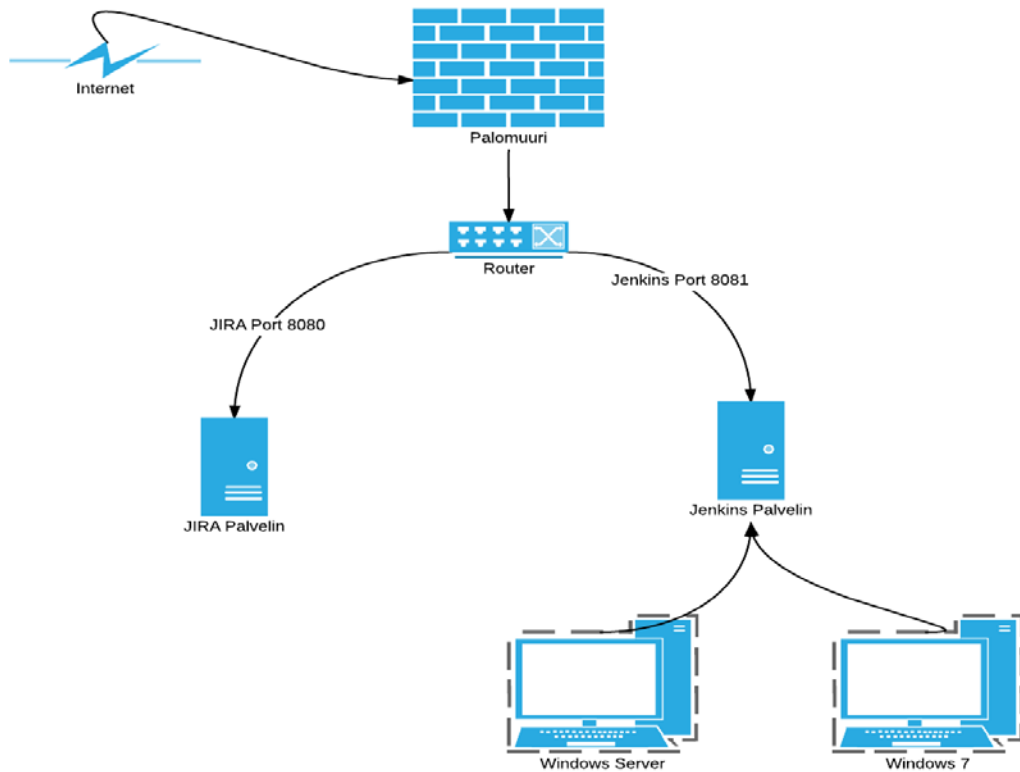 Internet
Palomuuri
Router
Jenkins Port 8081
JIRA Port 8080
JIRA Palvelin
Jenkins Palvelin
Windows Server
Windows 7